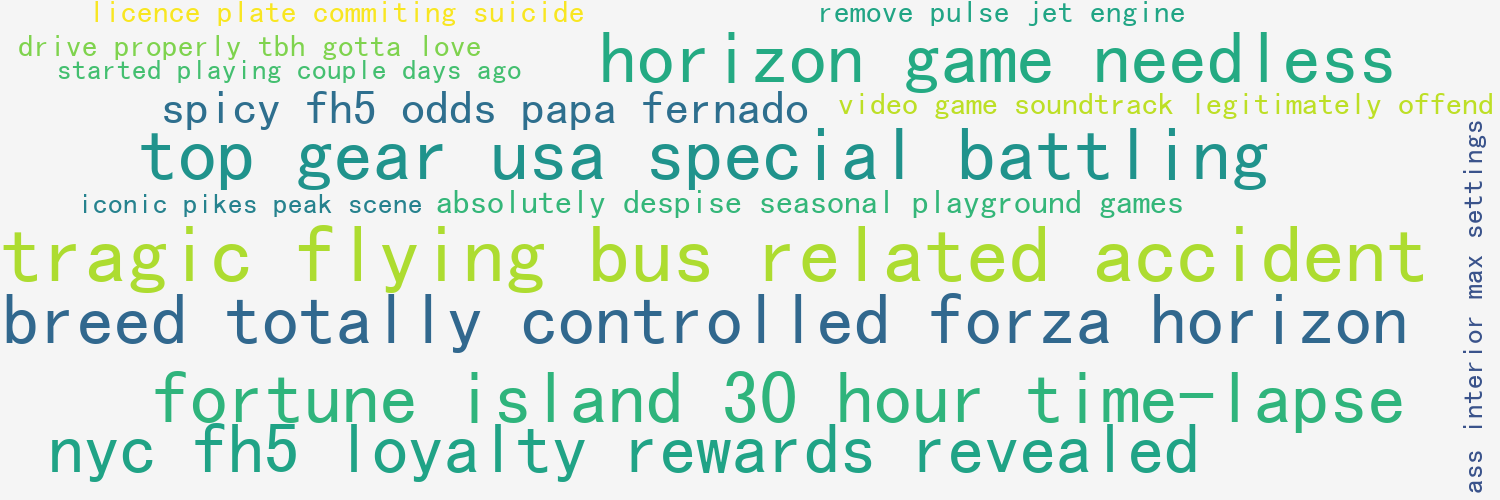 licence plate commiting suicide
remove pulse jet engine
drive properly tbh gotta love
horizon game needless
started playing couple days ago
spicy fh5 odds papa fernado
video game soundtrack legitimately offend
top gear usa special battling
iconic pikes peak scene
absolutely despise seasonal playground games
tragic flying bus related accident
breed totally controlled forza horizon
fortune island 30 hour time-lapse
nyc fh5 loyalty rewards revealed
ass interior max settings